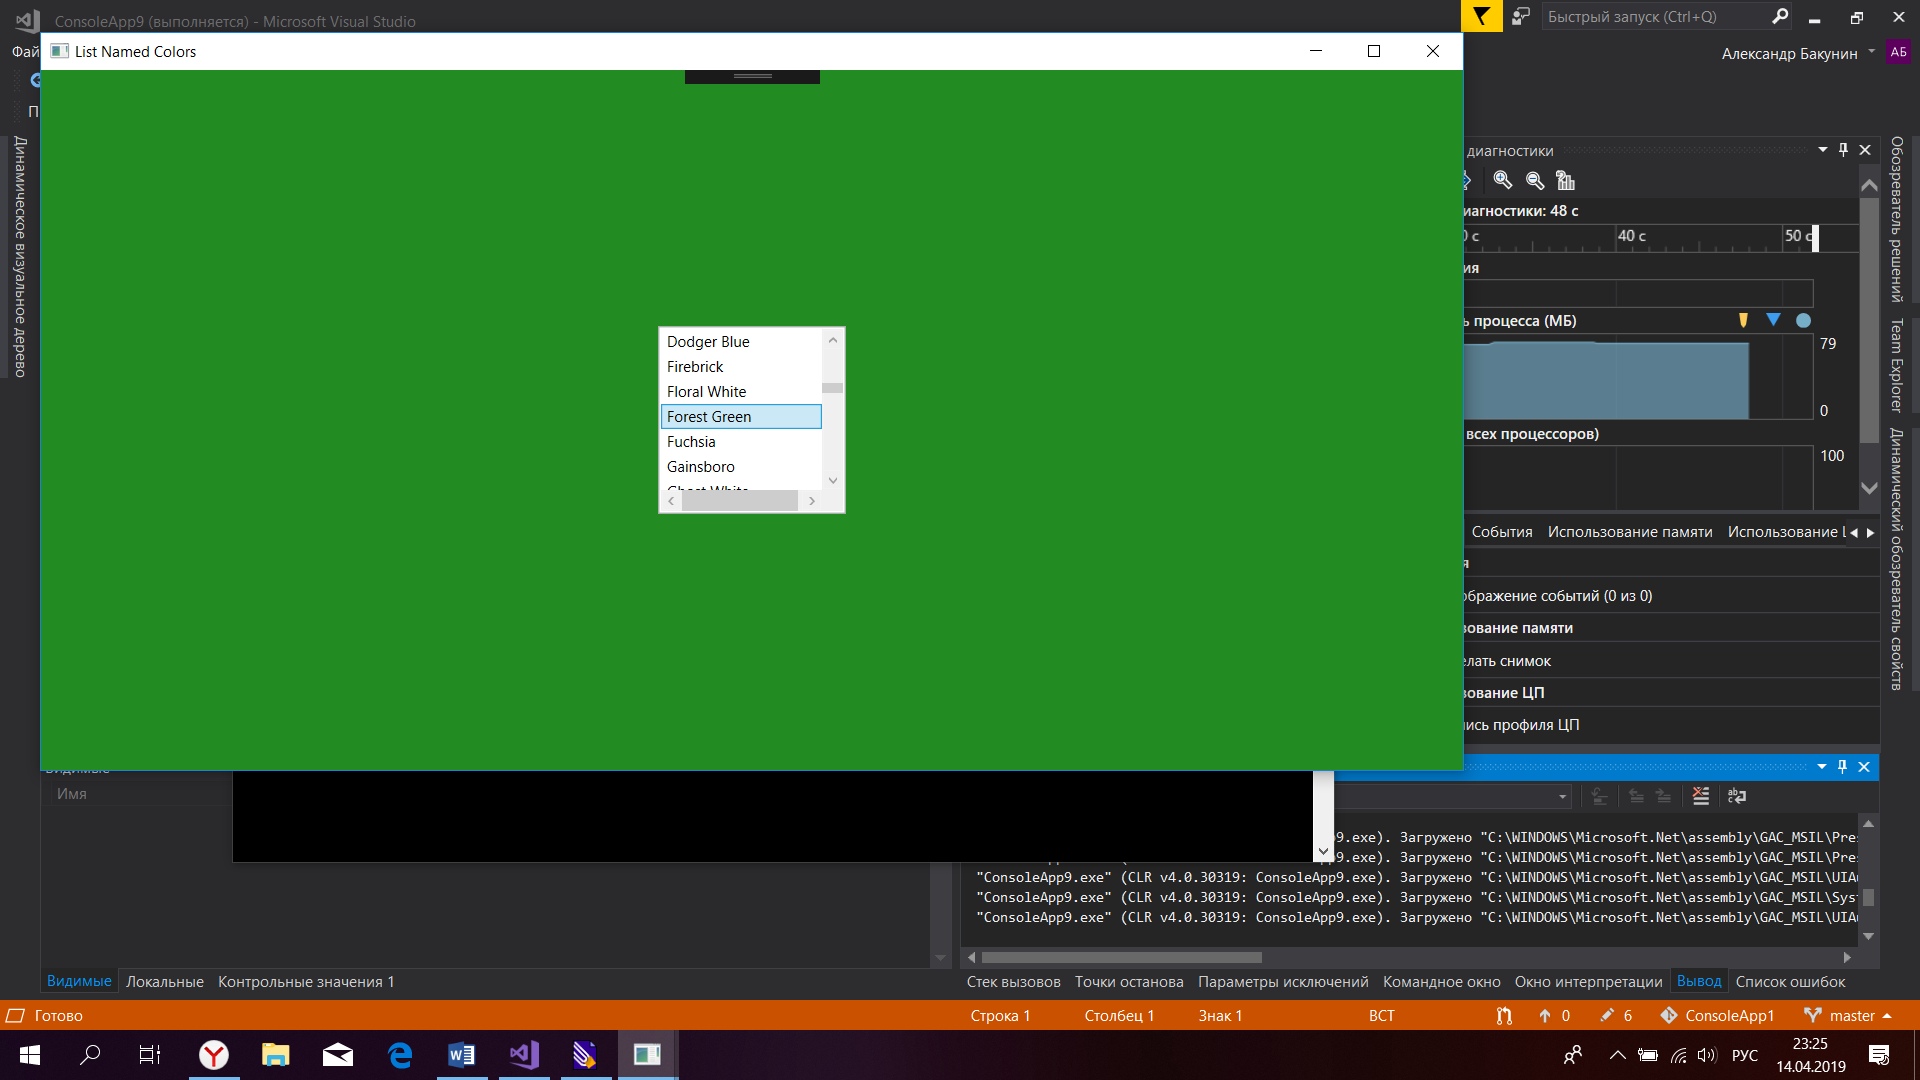 ConsoleApp9 (выполняется) - Microsoft Visual Studio
Быстрый запуск (Ctrl+Q)
List Named Colors
Александр Бакунин
АБ
Динамическое визуальное дерево
Dodger Blue
Firebrick
Floral White
Forest Green
Fuchsia
Gainsboro
Ghost White
диагностики
иагностики: 48 с
0 с
40 с
50 с
ия
ь процесса (МБ)
79
0
всех процессоров)
100
События
Использование памяти
Использование Ц
ображение событий (0 из 0)
зование памяти
елать снимок
зование ЦП
пись профиля ЦП
Обозреватель решений
Team Explorer
Динамический обозреватель свойств
Видимые
Имя
p9.exe). Загружено "C:\WINDOWS\Microsoft.Net\assembly\GAC_MSIL\Pre
p9.exe). Загружено "C:\WINDOWS\Microsoft.Net\assembly\GAC_MSIL\Pre
"ConsoleApp9.exe" (CLR v4.0.30319: ConsoleApp9.exe). Загружено "C:\WINDOWS\Microsoft.Net\assembly\GAC_MSIL\UIA
"ConsoleApp9.exe" (CLR v4.0.30319: ConsoleApp9.exe). Загружено "C:\WINDOWS\Microsoft.Net\assembly\GAC_MSIL\Sys
"ConsoleApp9.exe" (CLR v4.0.30319: ConsoleApp9.exe). Загружено "C:\WINDOWS\Microsoft.Net\assembly\GAC_MSIL\UIA
Видимые Локальные Контрольные значения 1
Стек вызовов Точки останова Параметры исключений Командное окно Окно интерпретации Вывод Список ошибок
Готово
Строка 1
Столбец 1
Знак 1
ВСТ
0
6
ConsoleApp1
master
РУС
23:25
14.04.2019